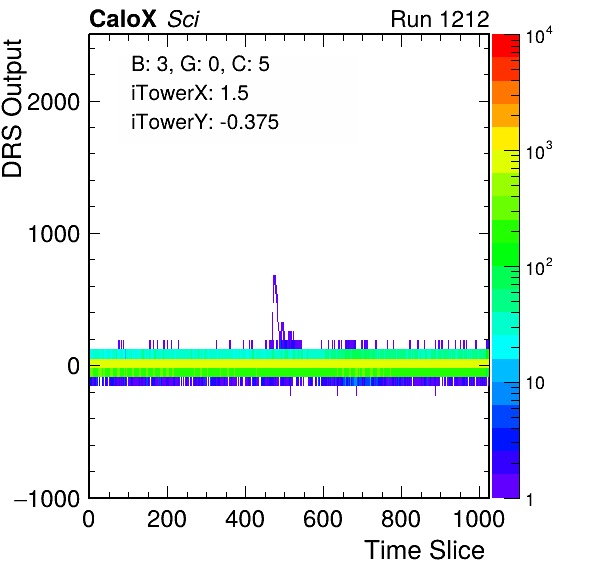 CaloX Sci Run 1212
B: 3, G: 0, C: 5
iTowerX: 1.5
iTowerY: -0.375
DRS Output
2000
1000
0
−1000
0 200 400 600 800 1000
Time Slice
10^4
10^3
10^2
10
1